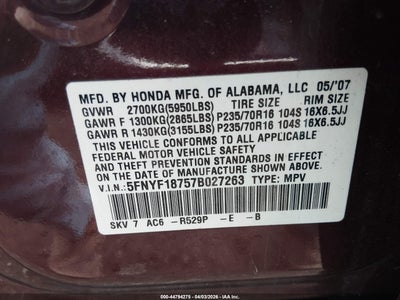 MFD. BY HONDA MFG. OF ALABAMA, LLC 05/'07
GVWR 2700KG(5950LBS) TIRE SIZE RIM SIZE
GAWR F 1300KG(2865LBS) P235/70R16 104S 16X6.5JJ
GAWR R 1430KG(3155LBS) P235/70R16 104S 16X6.5JJ
THIS VEHICLE CONFORMS TO ALL APPLICABLE
FEDERAL MOTOR VEHICLE SAFETY AND
THEFT PREVENTION STANDARDS IN EFFECT ON THE
DATE OF MANUFACTURE SHOWN ABOVE.
V.I.N.: 5FNYF18757B027263 TYPE: MPV
SKV 7 AC6 -R529P -E -B
800-44784275 - 04/03/2026 - IAA Inc.